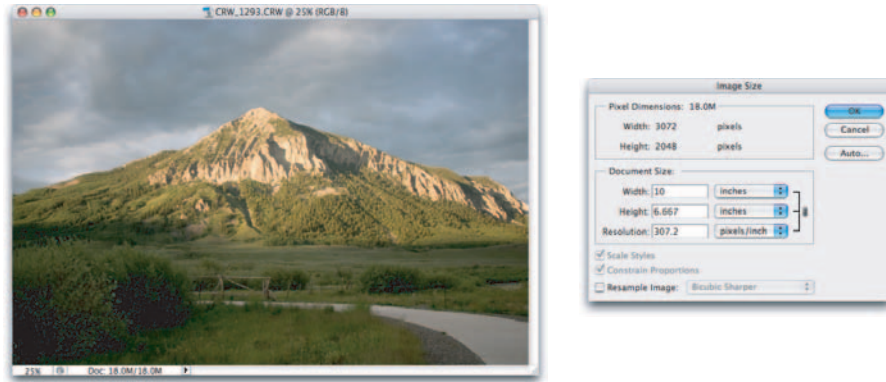 CRW_1293.CRW @ 25% (RGB/8)
25% Doc: 18.0M/18.0M
Image Size
Pixel Dimensions: 18.0M
Width: 3072 pixels
Height: 2048 pixels
Document Size:
Width: 10 inches
Height: 6.667 inches
Resolution: 307.2 pixels/inch
Scale Styles
Constrain Proportions
Resample Image: Bicubic Sharper
OK
Cancel
Auto...